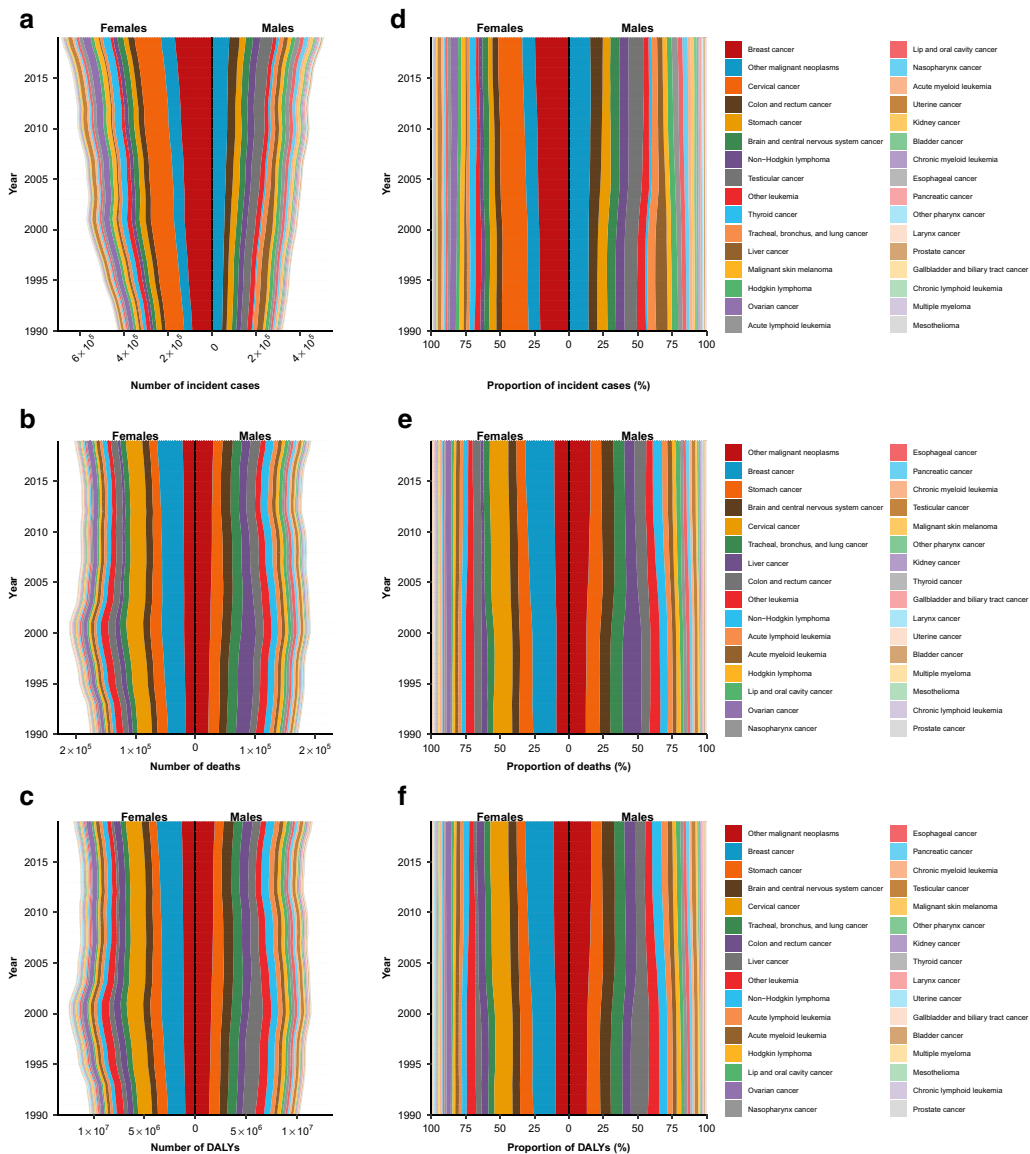 a
Females
Males
2015
2010
2005
2000
1995
1990
Year
6×10⁵
4×10⁵
2×10⁵
0
2×10⁵
4×10⁵
Number of incident cases
d
Females
Males
2015
2010
2005
2000
1995
1990
Year
100 75 50 25 0 25 50 75 100
Proportion of incident cases (%)
Breast cancer
Other malignant neoplasms
Cervical cancer
Colon and rectum cancer
Stomach cancer
Brain and central nervous system cancer
Non−Hodgkin lymphoma
Testicular cancer
Other leukemia
Thyroid cancer
Tracheal, bronchus, and lung cancer
Liver cancer
Malignant skin melanoma
Hodgkin lymphoma
Ovarian cancer
Acute lymphoid leukemia
Lip and oral cavity cancer
Nasopharynx cancer
Acute myeloid leukemia
Uterine cancer
Kidney cancer
Bladder cancer
Chronic myeloid leukemia
Esophageal cancer
Pancreatic cancer
Other pharynx cancer
Larynx cancer
Prostate cancer
Gallbladder and biliary tract cancer
Chronic lymphoid leukemia
Multiple myeloma
Mesothelioma
b
Females
Males
2015
2010
2005
2000
1995
1990
Year
2×10⁵ 1×10⁵ 0 1×10⁵ 2×10⁵
Number of deaths
e
Females
Males
2015
2010
2005
2000
1995
1990
Year
100 75 50 25 0 25 50 75 100
Proportion of deaths (%)
Other malignant neoplasms
Breast cancer
Stomach cancer
Brain and central nervous system cancer
Cervical cancer
Tracheal, bronchus, and lung cancer
Liver cancer
Colon and rectum cancer
Other leukemia
Non−Hodgkin lymphoma
Acute lymphoid leukemia
Acute myeloid leukemia
Hodgkin lymphoma
Lip and oral cavity cancer
Ovarian cancer
Nasopharynx cancer
Esophageal cancer
Pancreatic cancer
Chronic myeloid leukemia
Testicular cancer
Malignant skin melanoma
Other pharynx cancer
Kidney cancer
Thyroid cancer
Gallbladder and biliary tract cancer
Larynx cancer
Uterine cancer
Bladder cancer
Multiple myeloma
Mesothelioma
Chronic lymphoid leukemia
Prostate cancer
c
Females
Males
2015
2010
2005
2000
1995
1990
Year
1×10⁷ 5×10⁶ 0 5×10⁶ 1×10⁷
Number of DALYs
f
Females
Males
2015
2010
2005
2000
1995
1990
Year
100 75 50 25 0 25 50 75 100
Proportion of DALYs (%)
Other malignant neoplasms
Breast cancer
Stomach cancer
Brain and central nervous system cancer
Cervical cancer
Tracheal, bronchus, and lung cancer
Colon and rectum cancer
Liver cancer
Other leukemia
Non−Hodgkin lymphoma
Acute lymphoid leukemia
Acute myeloid leukemia
Hodgkin lymphoma
Lip and oral cavity cancer
Ovarian cancer
Nasopharynx cancer
Esophageal cancer
Pancreatic cancer
Chronic myeloid leukemia
Testicular cancer
Malignant skin melanoma
Other pharynx cancer
Kidney cancer
Thyroid cancer
Larynx cancer
Uterine cancer
Gallbladder and biliary tract cancer
Bladder cancer
Multiple myeloma
Mesothelioma
Chronic lymphoid leukemia
Prostate cancer